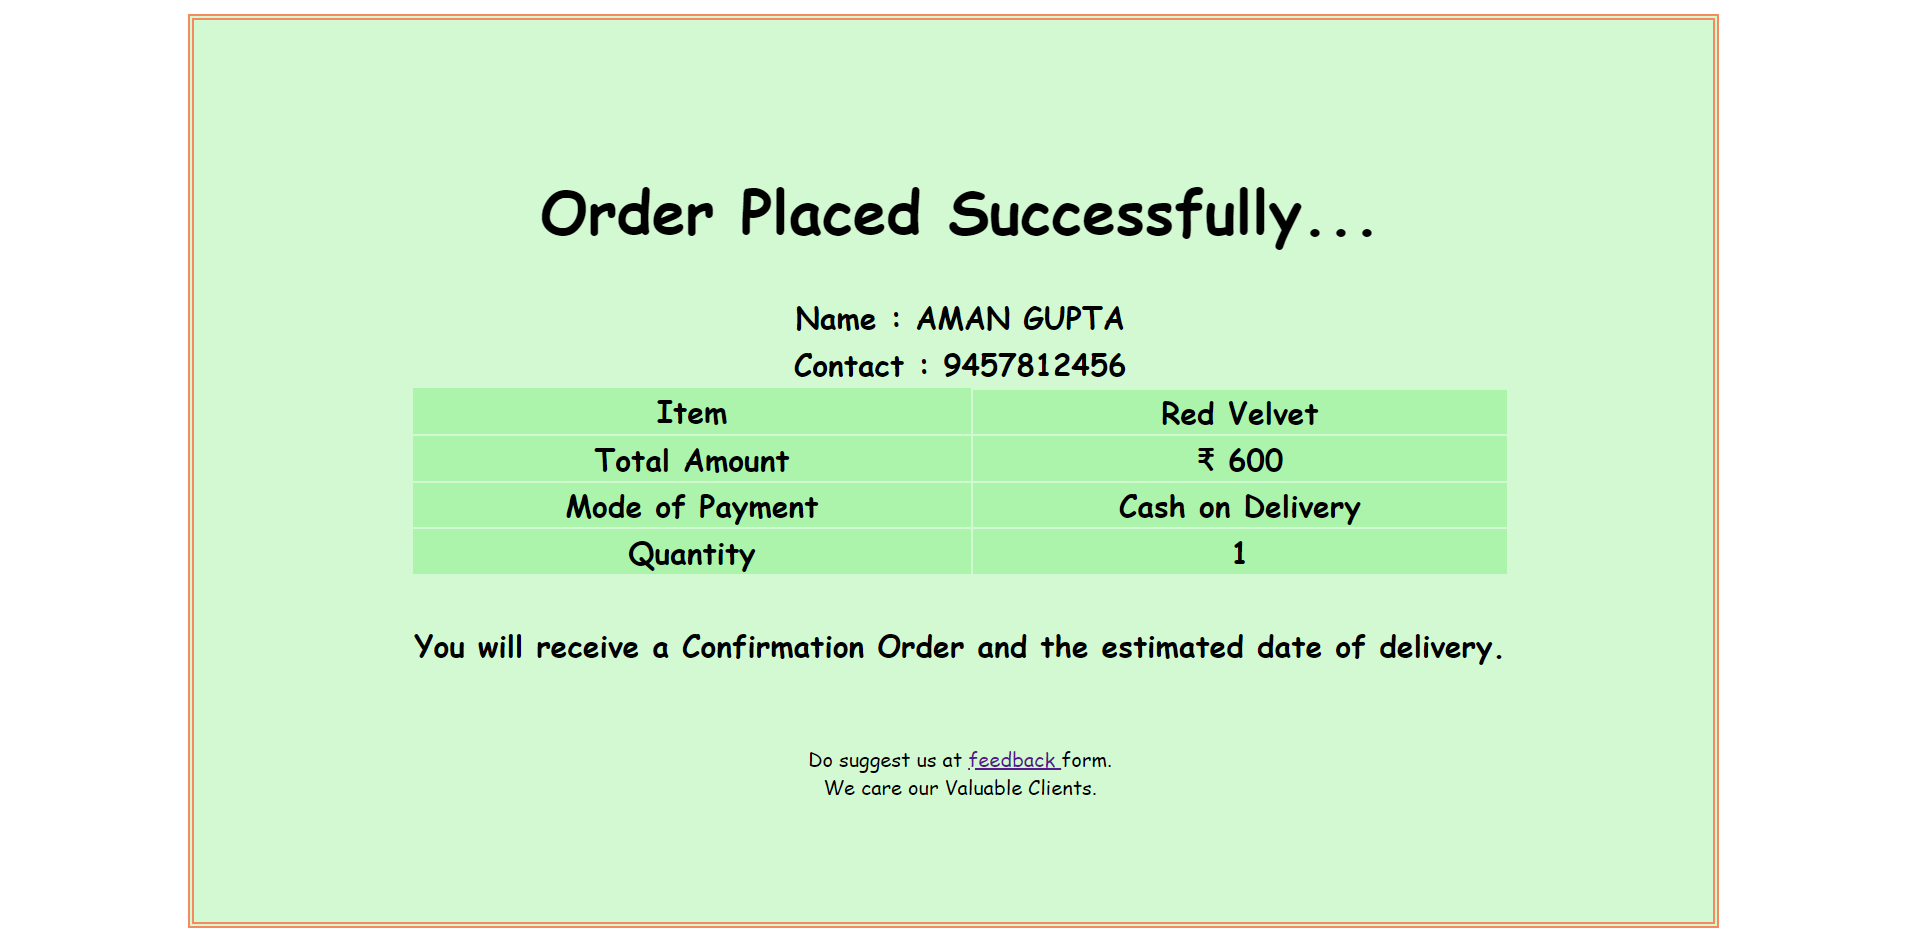 Order Placed Successfully...
Name : AMAN GUPTA
Contact : 9457812456
Item Red Velvet
Total Amount ₹ 600
Mode of Payment Cash on Delivery
Quantity 1
You will receive a Confirmation Order and the estimated date of delivery.
Do suggest us at feedback form.
We care our Valuable Clients.